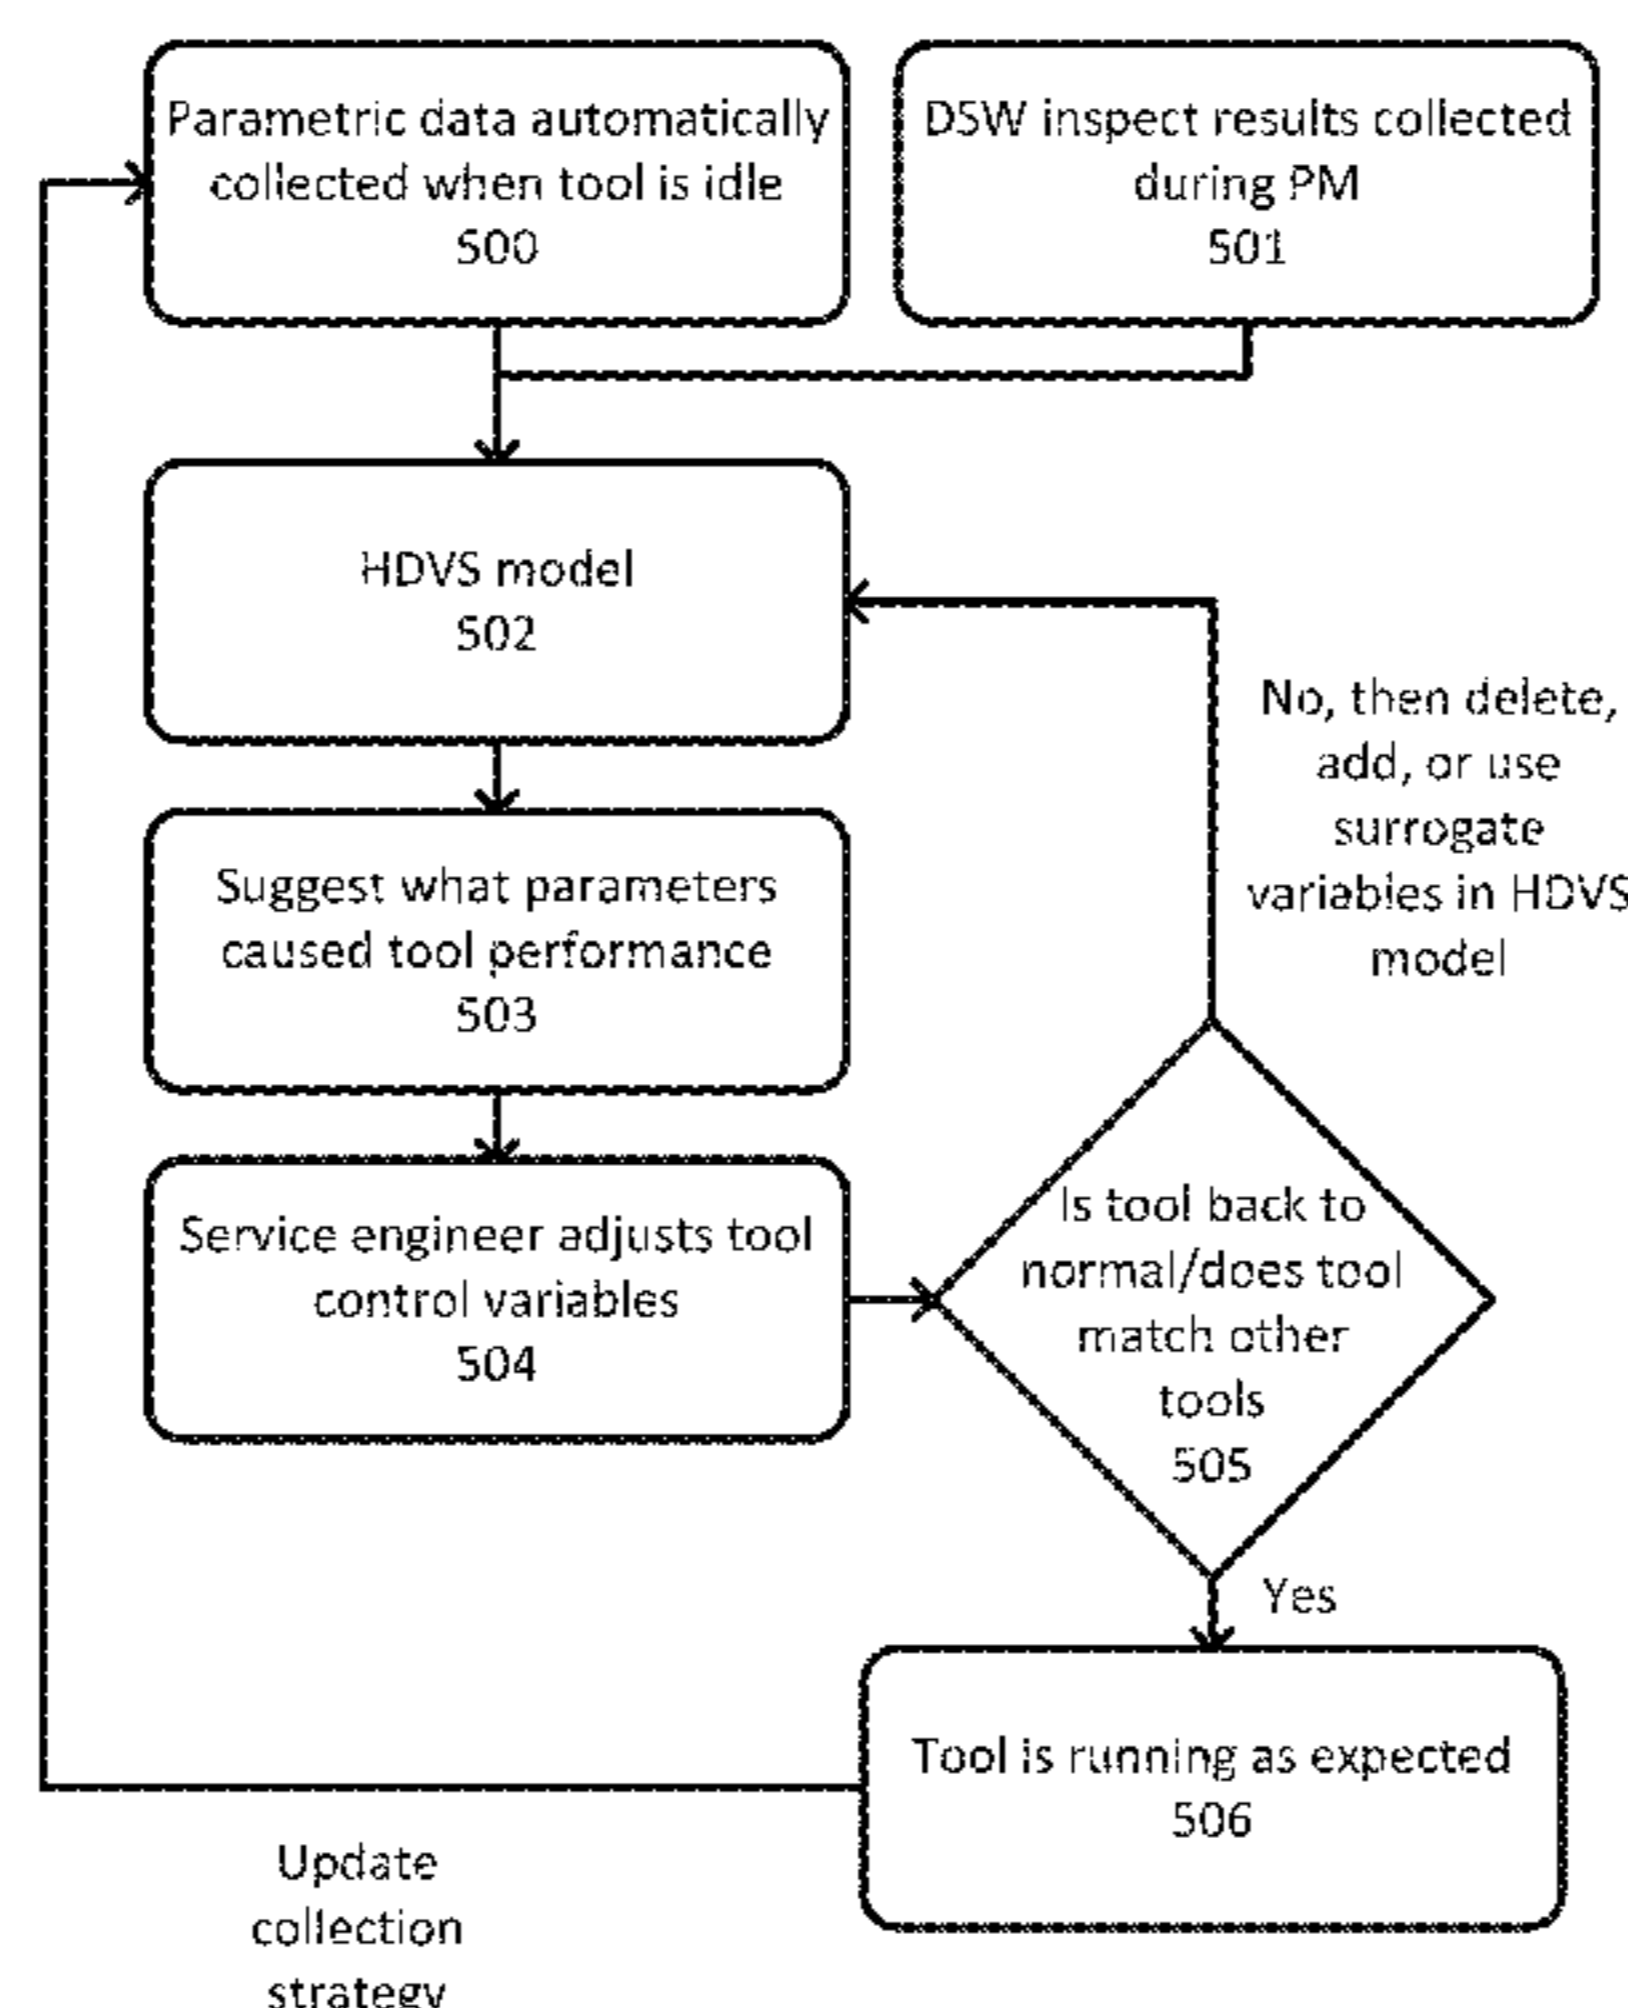 Parametric data automatically
collected when tool is idle
500
DSW inspect results collected
during PM
501
HDVS model
502
No, then delete,
add, or use
surrogate
variables in HDVS
model
Suggest what parameters
caused tool performance
503
Service engineer adjusts tool
control variables
504
Is tool back to
normal/does tool
match other
tools
505
Yes
Tool is running as expected
506
Update
collection
strategy